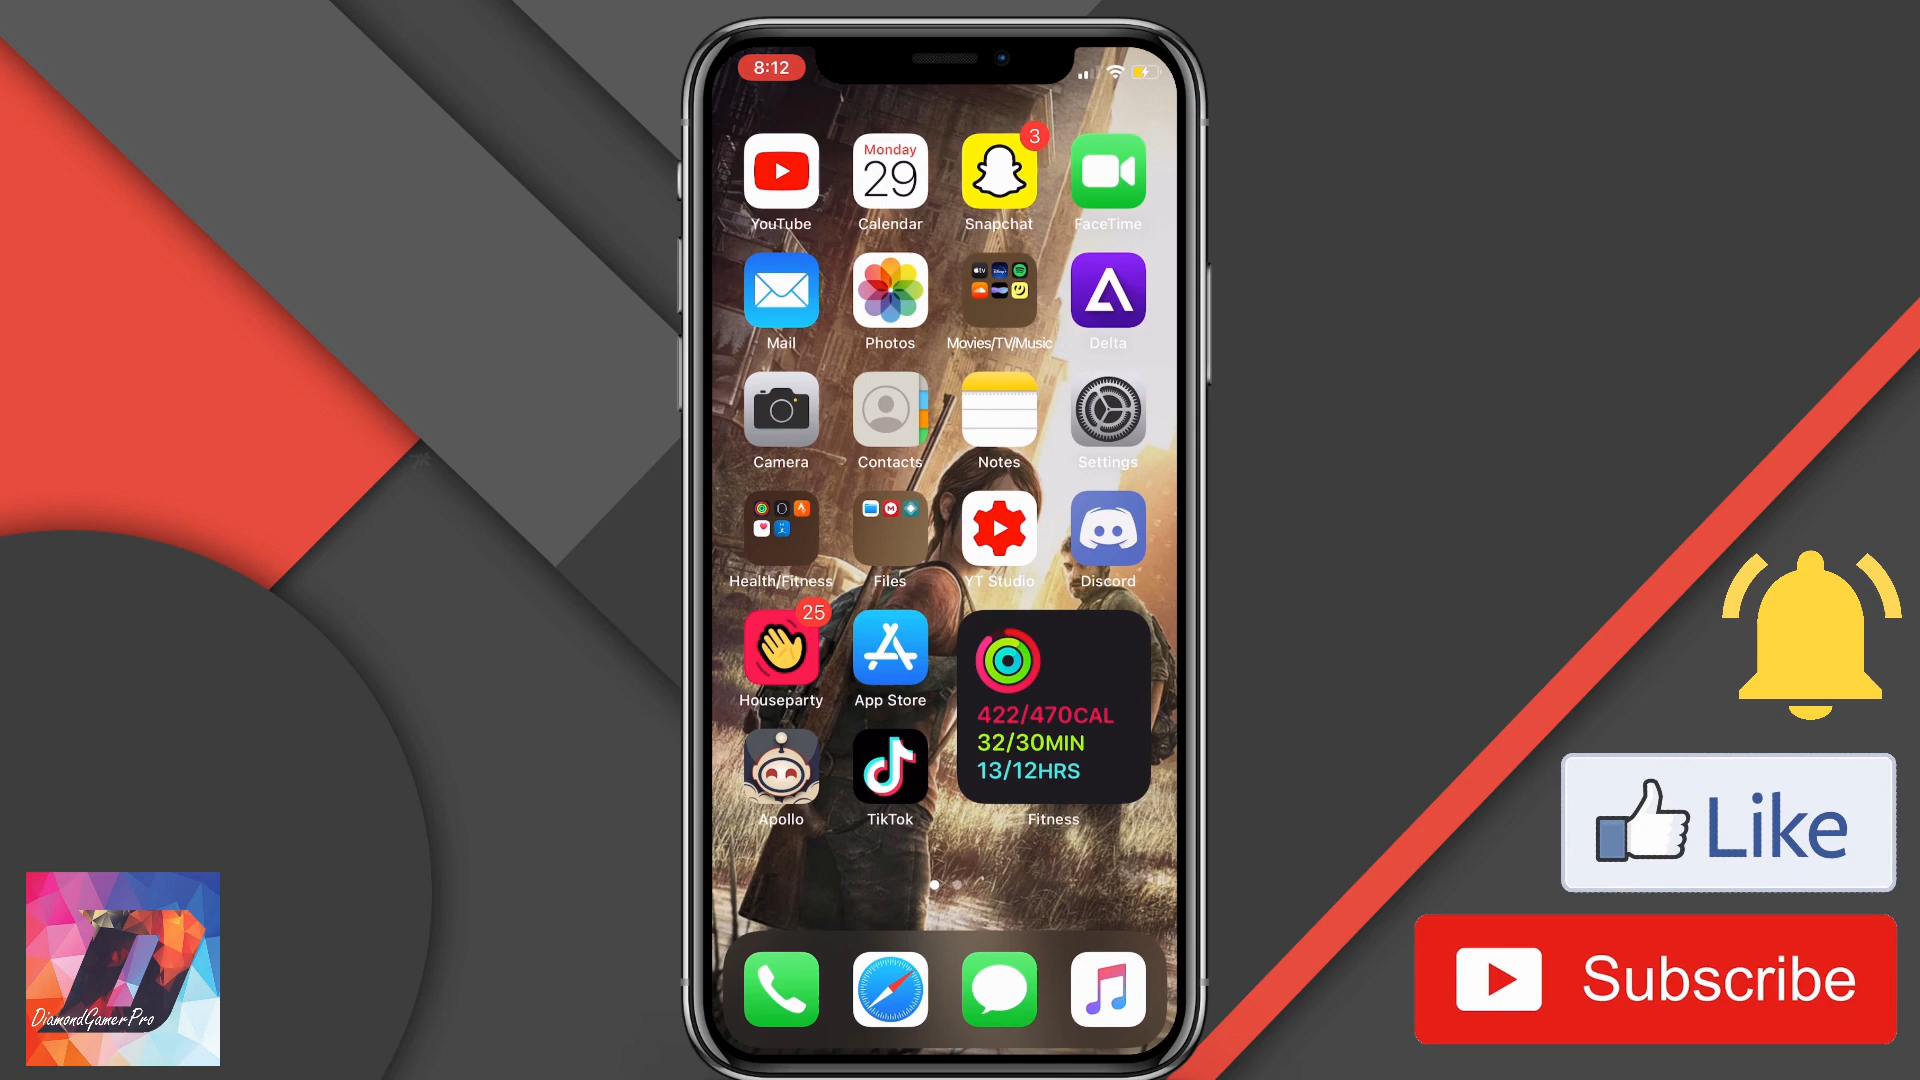 8:12
Monday
29
3
YouTube
Calendar
Snapchat
FaceTime
tv
Disney+
Mail
Photos
Movies/TV/Music
Delta
Camera
Contacts
Notes
Settings
Health/Fitness
Files
YT Studio
Discord
25
Houseparty
App Store
422/470CAL
32/30MIN
13/12HRS
Apollo
TikTok
Fitness
Like
Subscribe
DiamondGamerPro